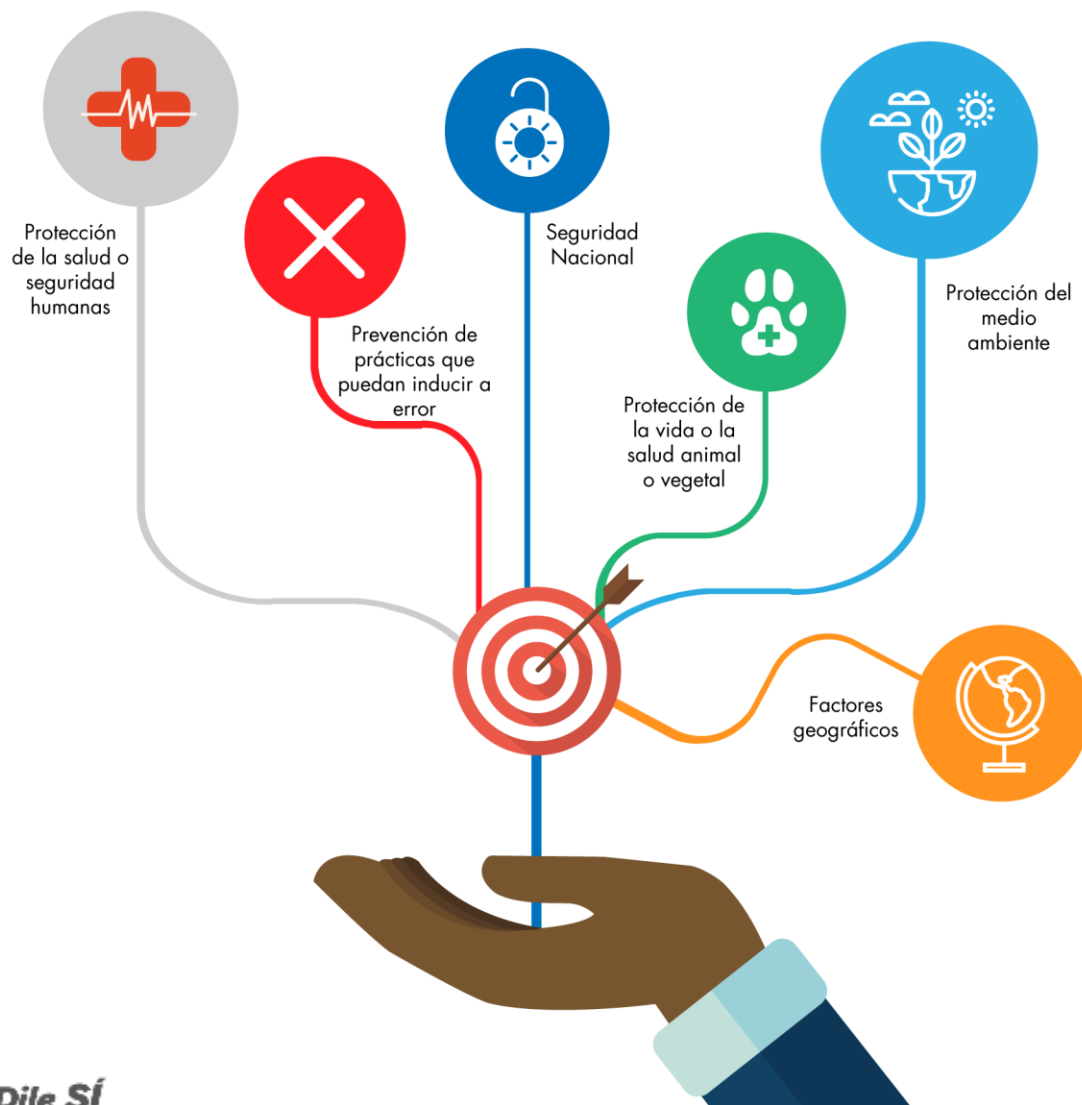 Protección
de la salud o
seguridad
humanas
Prevención de
prácticas que
puedan inducir a
error
Seguridad
Nacional
Protección de
la vida o la
salud animal
o vegetal
Protección del
medio
ambiente
Factores
geográficos
Dile SÍ